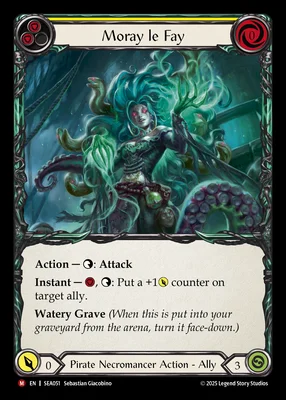 Moray le Fay
Action — : Attack
Instant — , : Put a +1 counter on
target ally.
Watery Grave (When this is put into your
graveyard from the arena, turn it face-down.)
0
Pirate Necromancer Action - Ally
3
M EN | SEA051 Sebastian Giacobino
©2025 Legend Story Studios